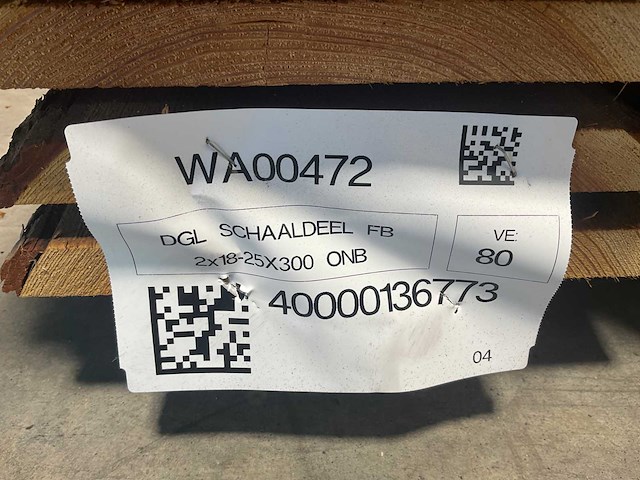 WA00472
DGL SCHAALDEEL FB
2x18-25X300 ONB
VE:
80
40000136773
04